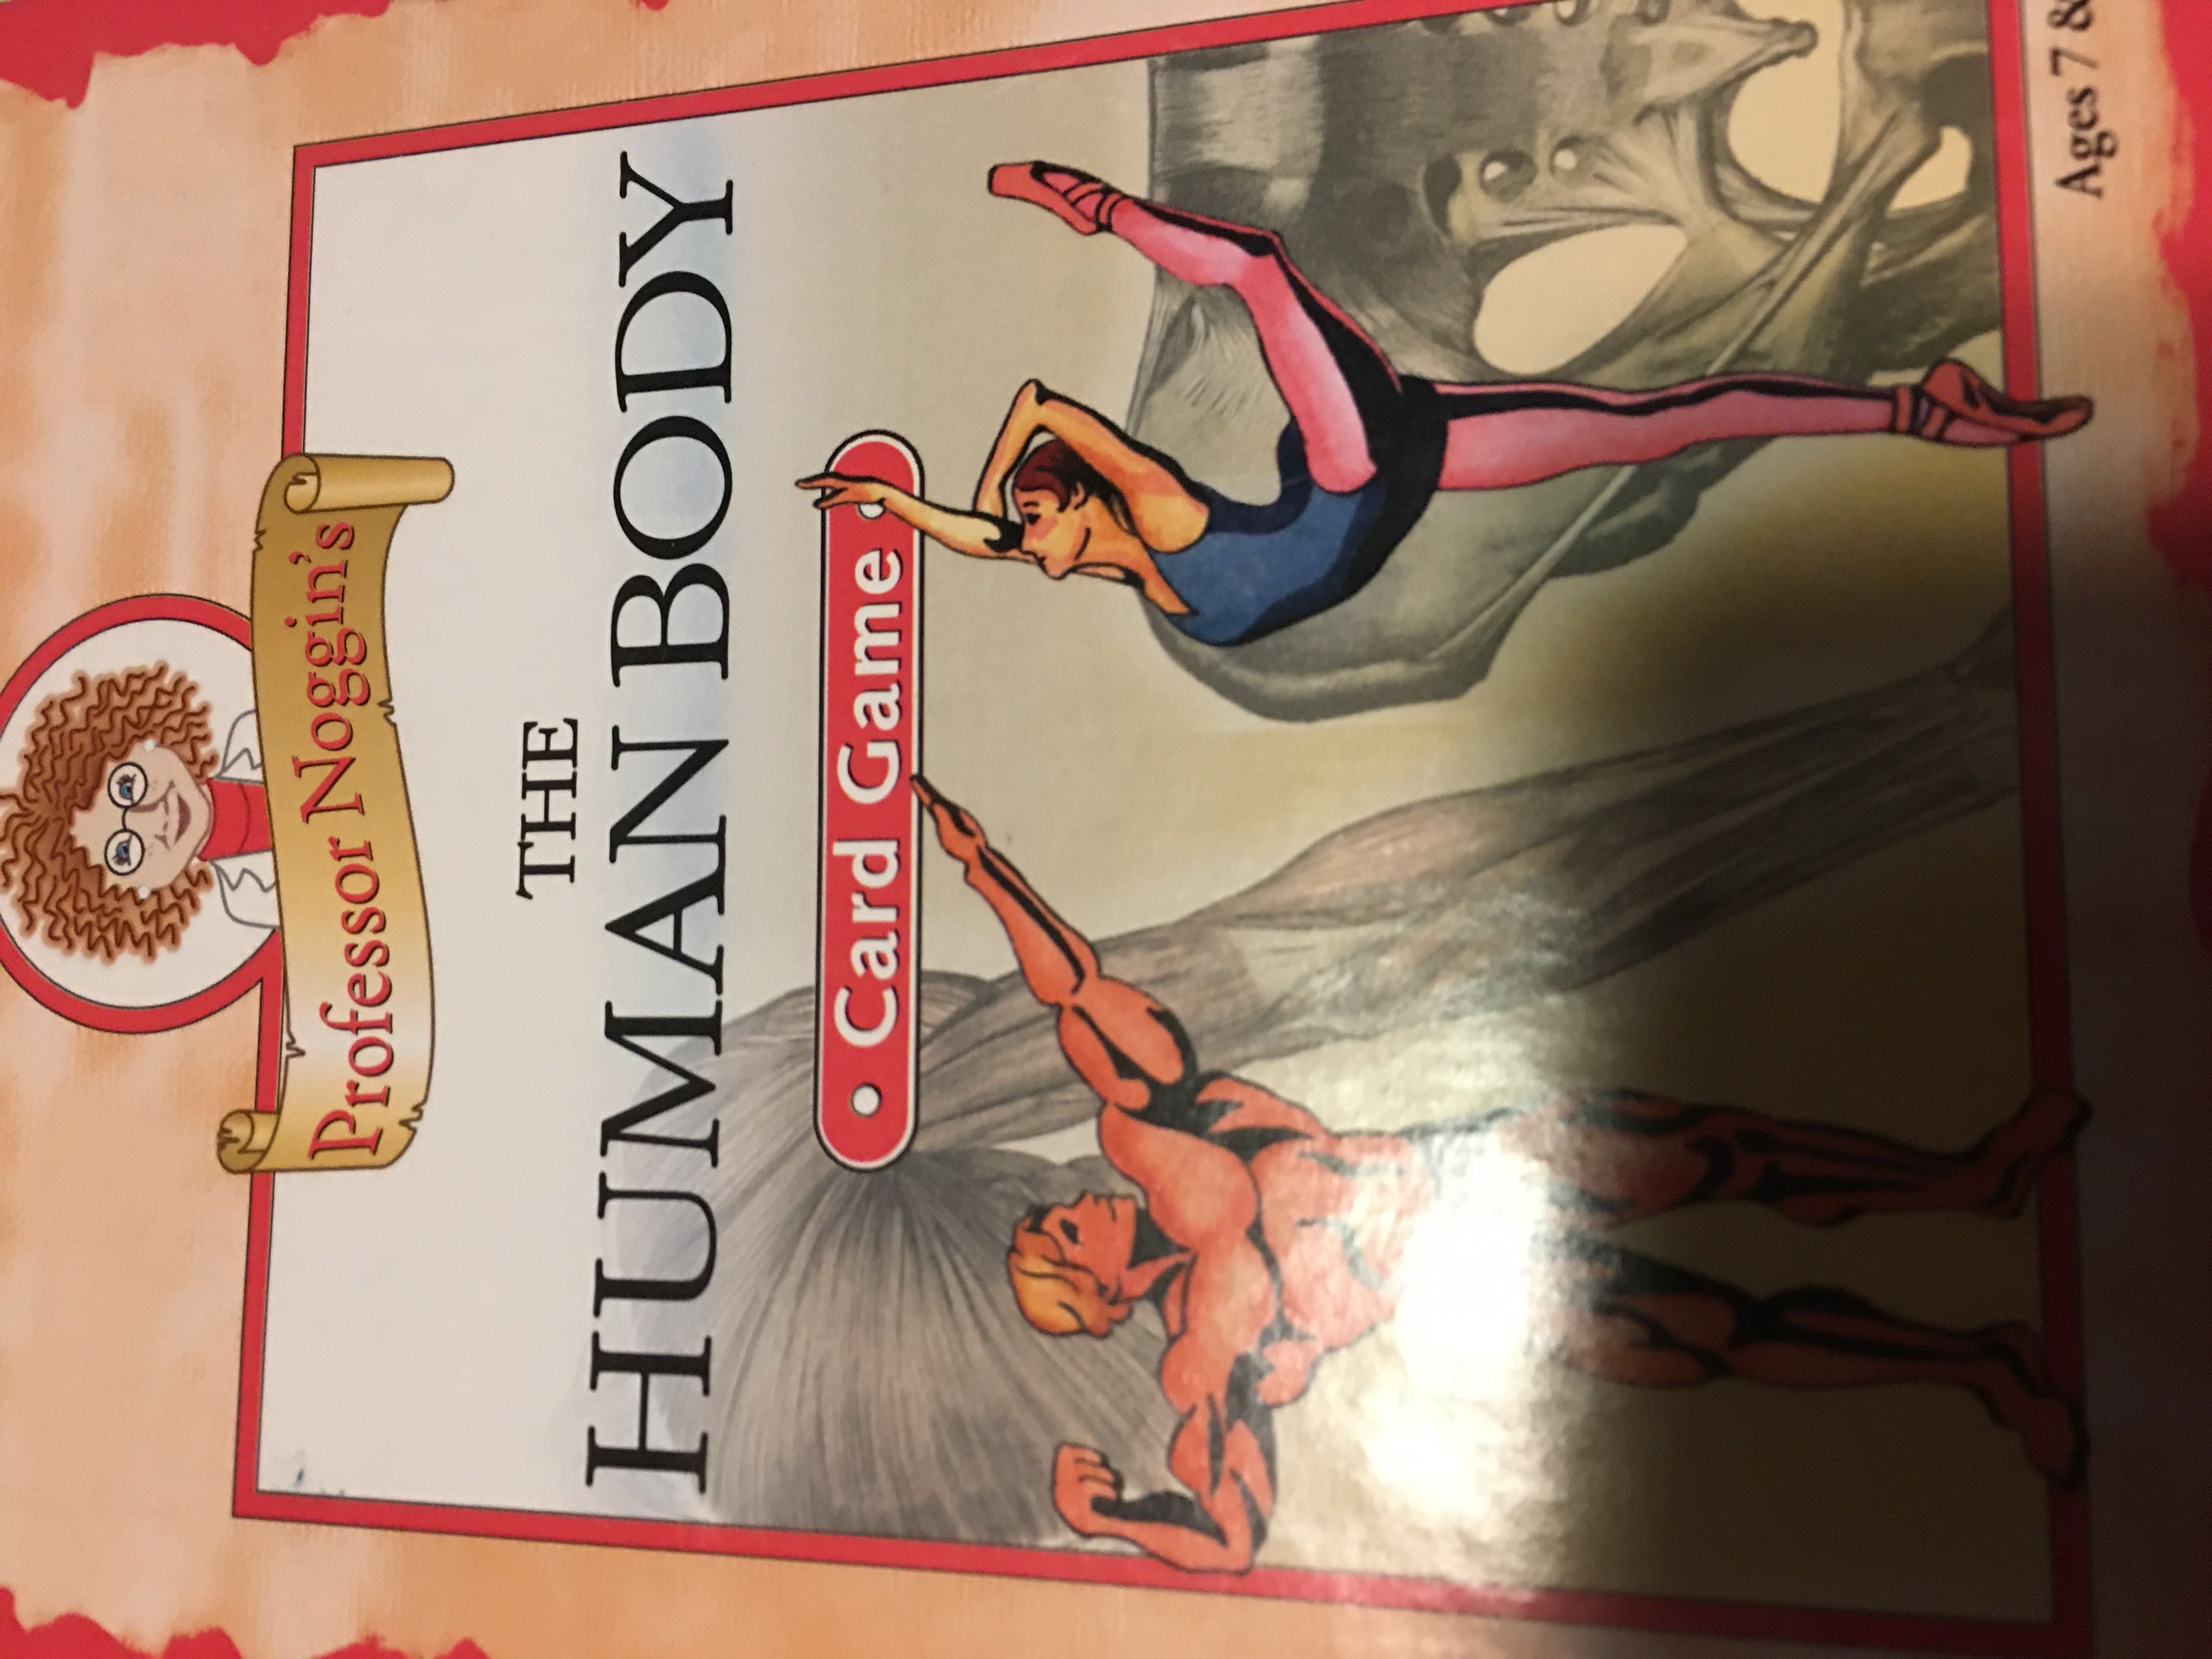 Professor Noggin's
THE
HUMAN BODY
Card Game
Ages 7 &